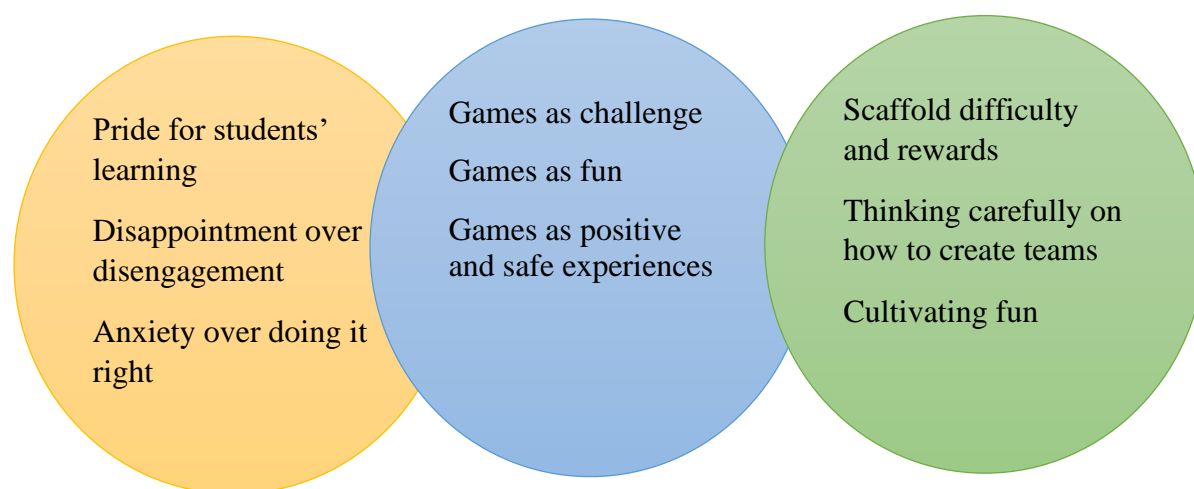 Pride for students’
learning
Disappointment over
disengagement
Anxiety over doing it
right
Games as challenge
Games as fun
Games as positive
and safe experiences
Scaffold difficulty
and rewards
Thinking carefully on
how to create teams
Cultivating fun